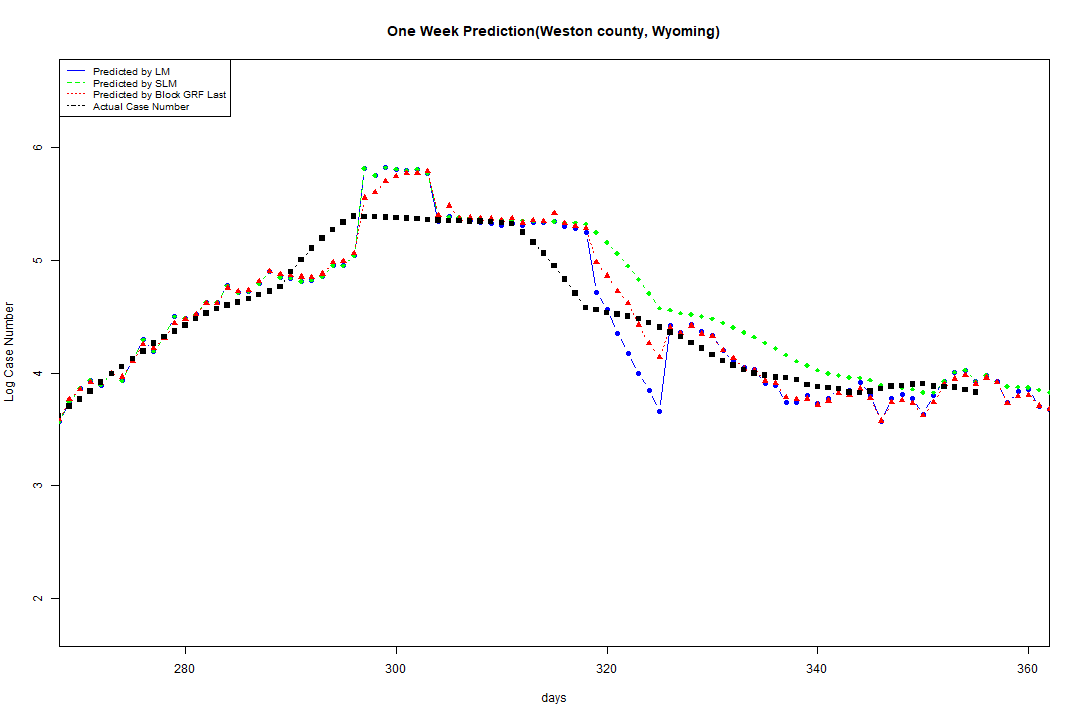 One Week Prediction(Weston county, Wyoming)
Predicted by LM
Predicted by SLM
Predicted by Block GRF Last
Actual Case Number
6
5
4
3
2
Log Case Number
280 300 320 340 360
days